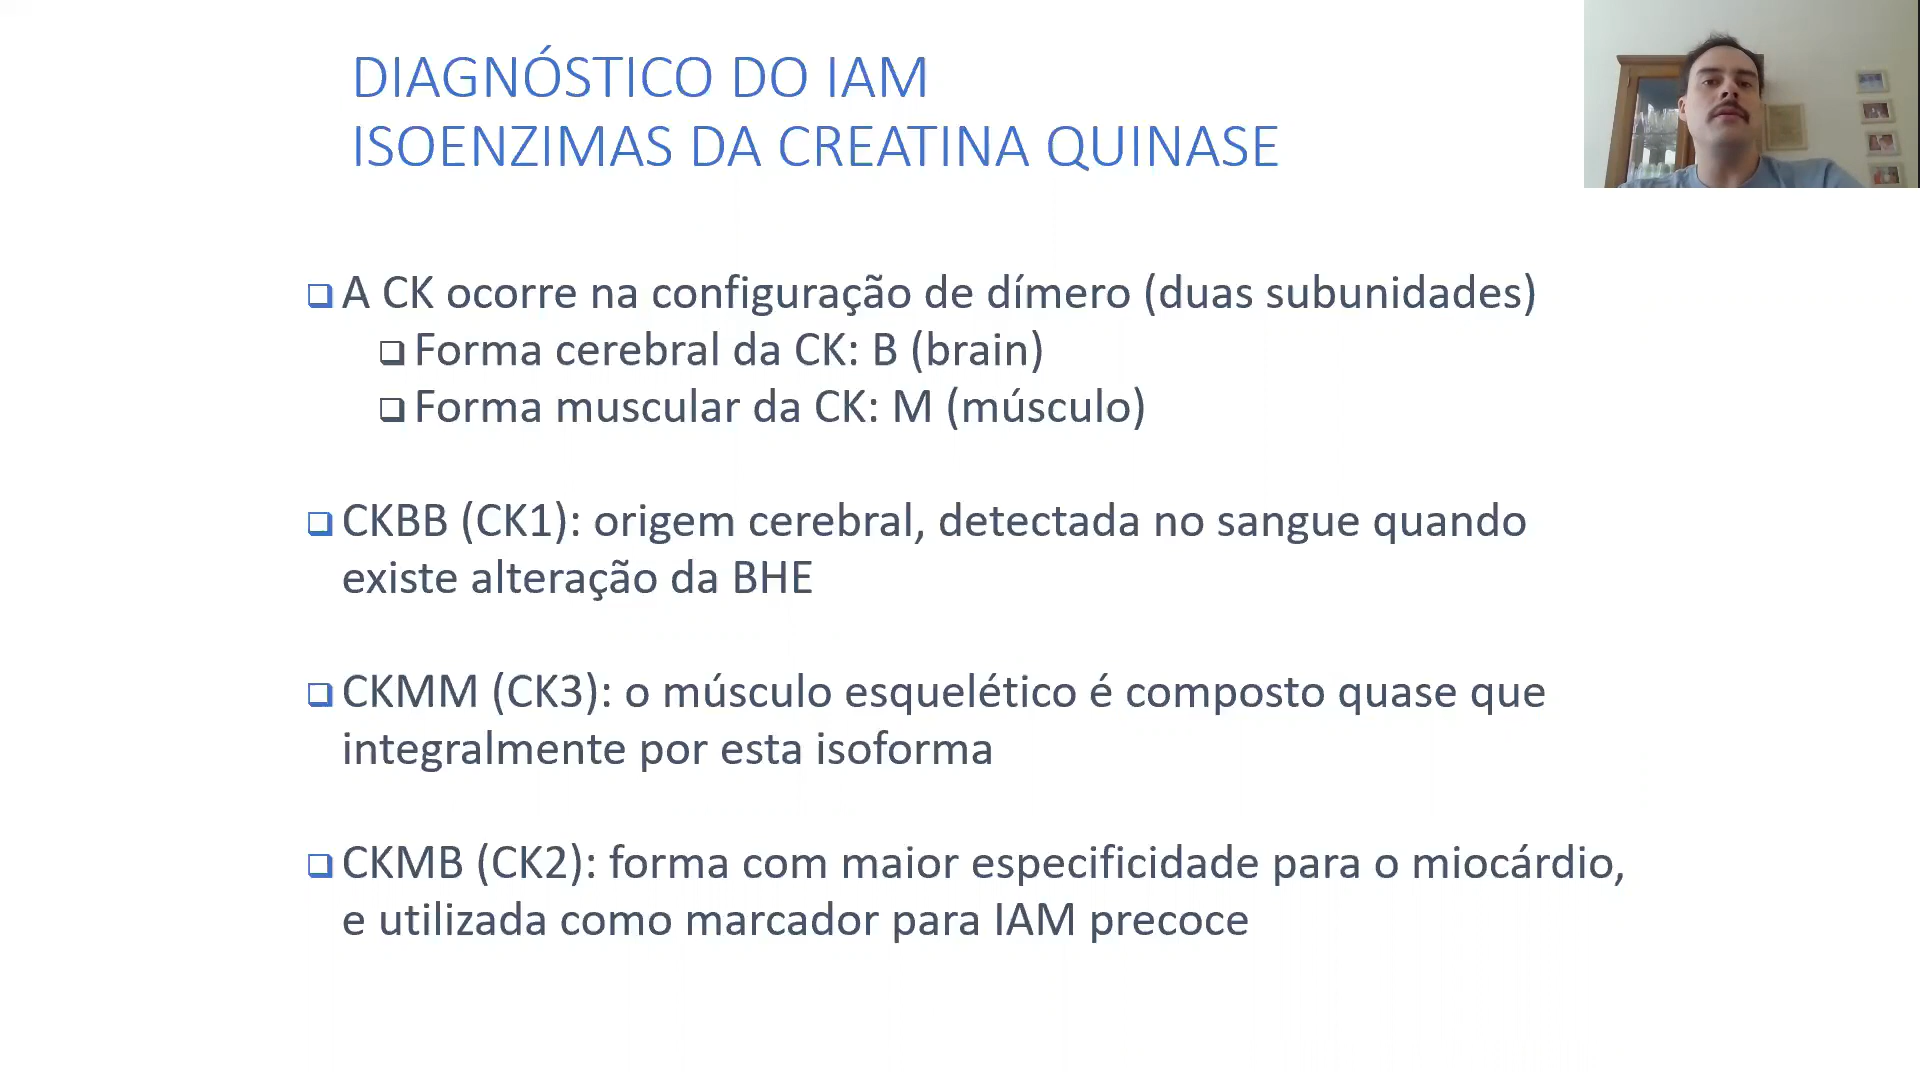 DIAGNÓSTICO DO IAM
ISOENZIMAS DA CREATINA QUINASE
A CK ocorre na configuração de dímero (duas subunidades)
Forma cerebral da CK: B (brain)
Forma muscular da CK: M (músculo)
CKBB (CK1): origem cerebral, detectada no sangue quando
existe alteração da BHE
CKMM (CK3): o músculo esquelético é composto quase que
integralmente por esta isoforma
CKMB (CK2): forma com maior especificidade para o miocárdio,
e utilizada como marcador para IAM precoce